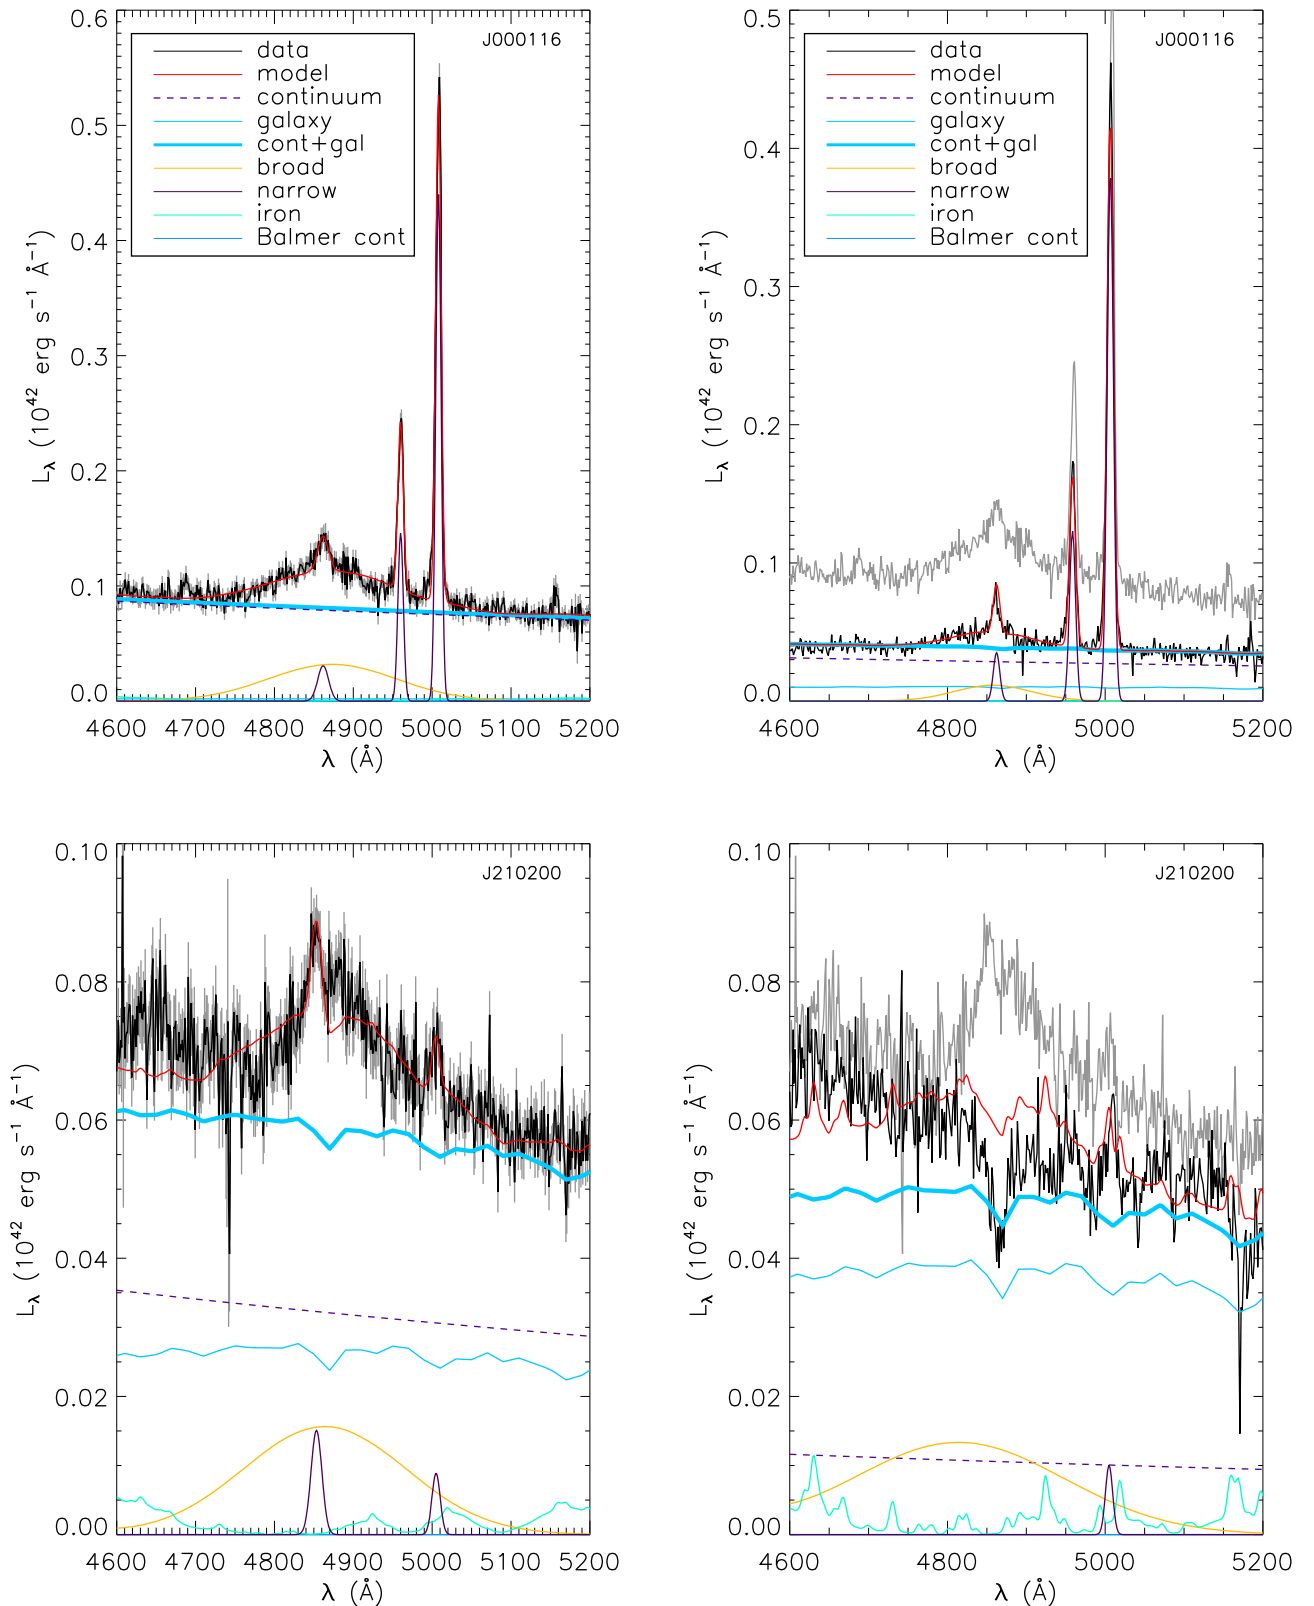 0.6
0.5
0.4
0.3
0.2
0.1
0.0
L_λ (10^42 erg s^−1 Å^−1)
J000116
data
model
continuum
galaxy
cont+gal
broad
narrow
iron
Balmer cont
4600 4700 4800 4900 5000 5100 5200
λ (Å)
0.5
0.4
0.3
0.2
0.1
0.0
L_λ (10^42 erg s^−1 Å^−1)
J000116
data
model
continuum
galaxy
cont+gal
broad
narrow
iron
Balmer cont
4600 4800 5000 5200
λ (Å)
0.10
0.08
0.06
0.04
0.02
0.00
L_λ (10^42 erg s^−1 Å^−1)
J210200
4600 4700 4800 4900 5000 5100 5200
λ (Å)
0.10
0.08
0.06
0.04
0.02
0.00
L_λ (10^42 erg s^−1 Å^−1)
J210200
4600 4800 5000 5200
λ (Å)